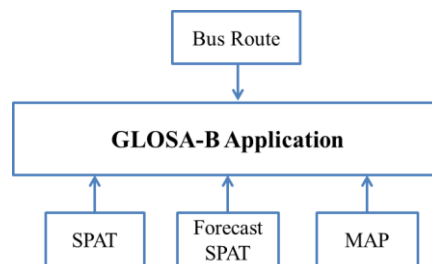 Bus Route
GLOSA-B Application
SPAT
Forecast
SPAT
MAP